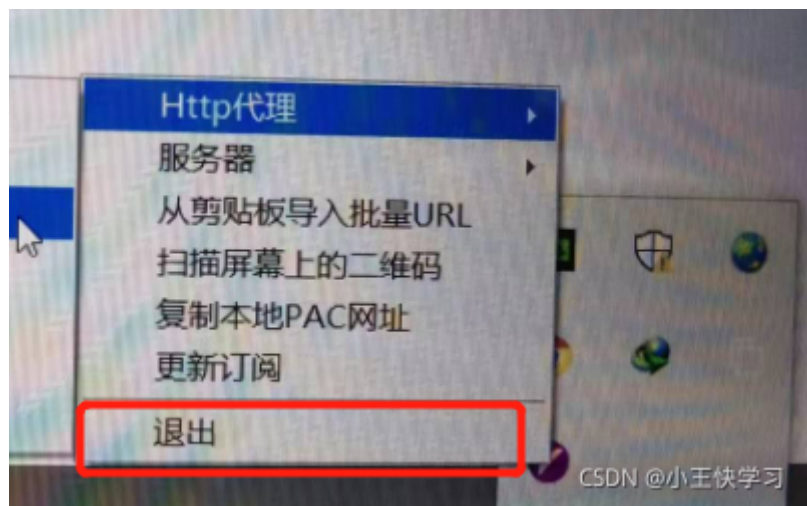 Http代理
服务器
从剪贴板导入批量URL
扫描屏幕上的二维码
复制本地PAC网址
更新订阅
退出
CSDN @小王快学习